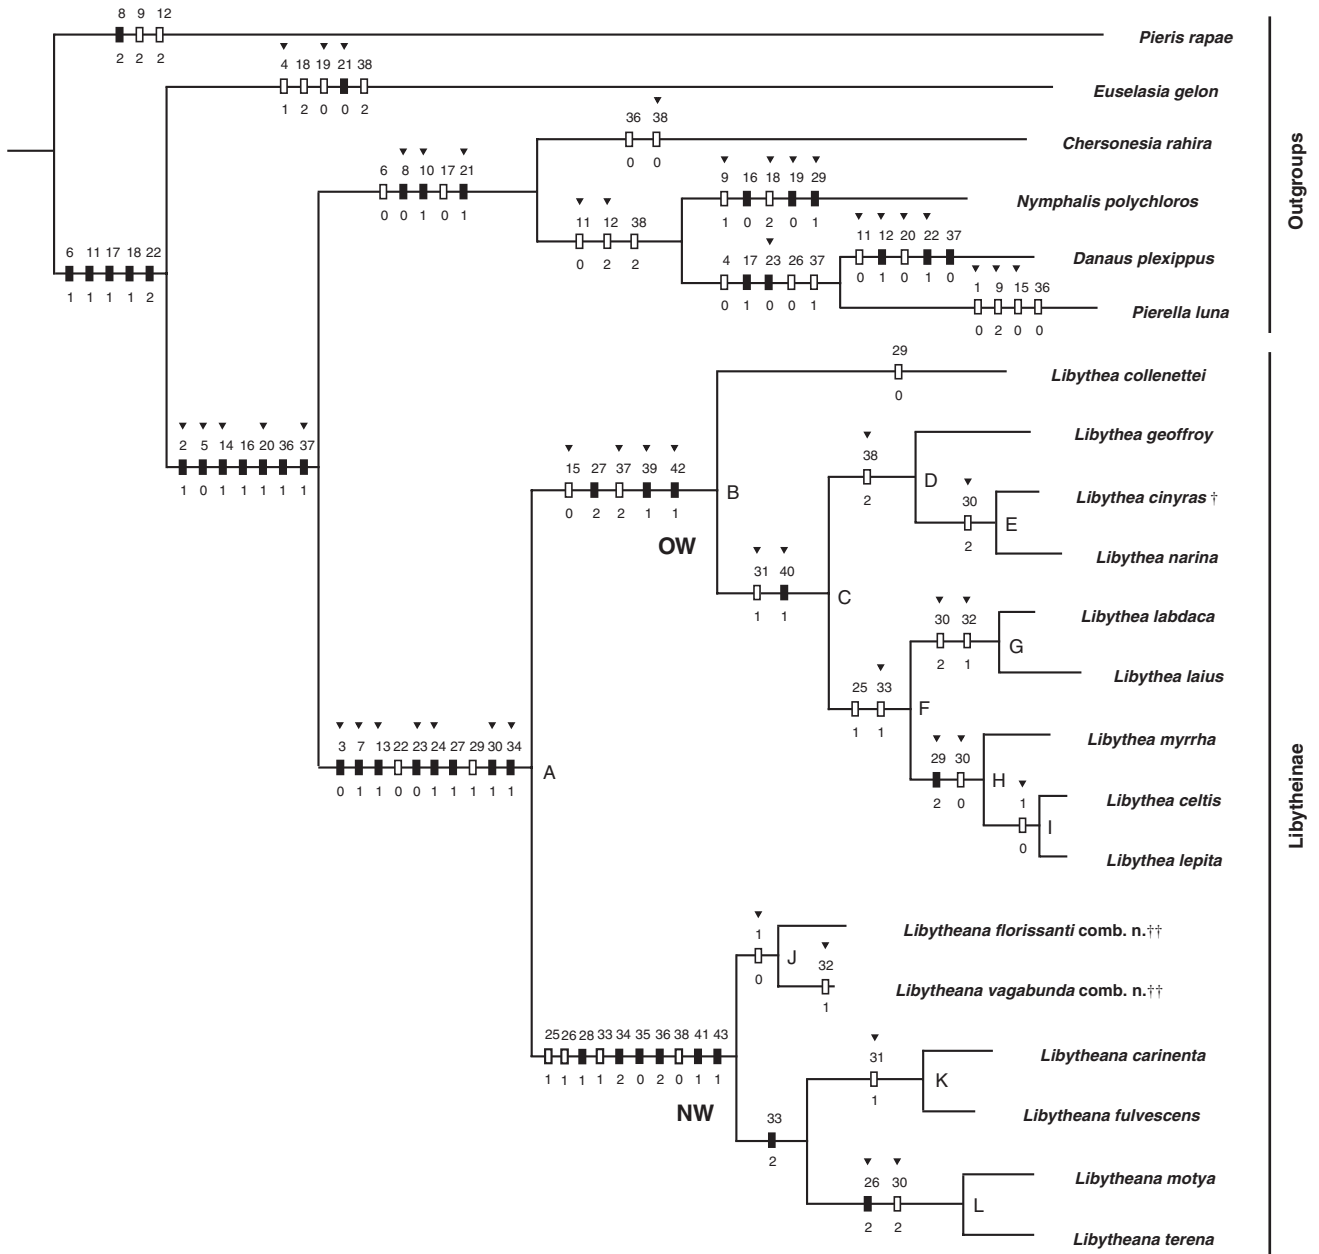 8 9 12
2 2 2
Pieris rapae
4 18 19 21 38
1 2 0 0 2
Euselasia gelon
36 38
0 0
Chersonesia rahira
6 8 10 17 21
0 0 1 0 1
9 16 18 19 29
1 0 2 0 1
Nymphalis polychloros
11 12 38
0 2 2
11 12 20 22 37
0 1 0 1 0
Danaus plexippus
4 17 23 26 37
0 1 0 0 1
1 9 15 36
0 2 0 0
Pierella luna
6 11 17 18 22
1 1 1 1 2
Outgroups
29
0
Libythea collenettei
2 5 14 16 20 36 37
1 0 1 1 1 1 1
15 27 37 39 42
0 2 2 1 1
B
OW
38
2
D
Libythea geoffroy
30
2
E
Libythea cinyras †
Libythea narina
31 40
1 1
C
30 32
2 1
G
Libythea labdaca
Libythea laius
25 33
1 1
F
29 30
2 0
H
Libythea myrrha
1
0
I
Libythea celtis
Libythea lepita
3 7 13 22 23 24 27 29 30 34
0 1 1 0 0 1 1 1 1 1
A
Libytheinae
1
0
J
Libytheana florissanti comb. n.††
32
1
Libytheana vagabunda comb. n.††
25 26 28 33 34 35 36 38 41 43
1 1 1 1 2 0 2 0 1 1
NW
31
1
K
Libytheana carinenta
Libytheana fulvescens
33
2
26 30
2 2
L
Libytheana motya
Libytheana terena